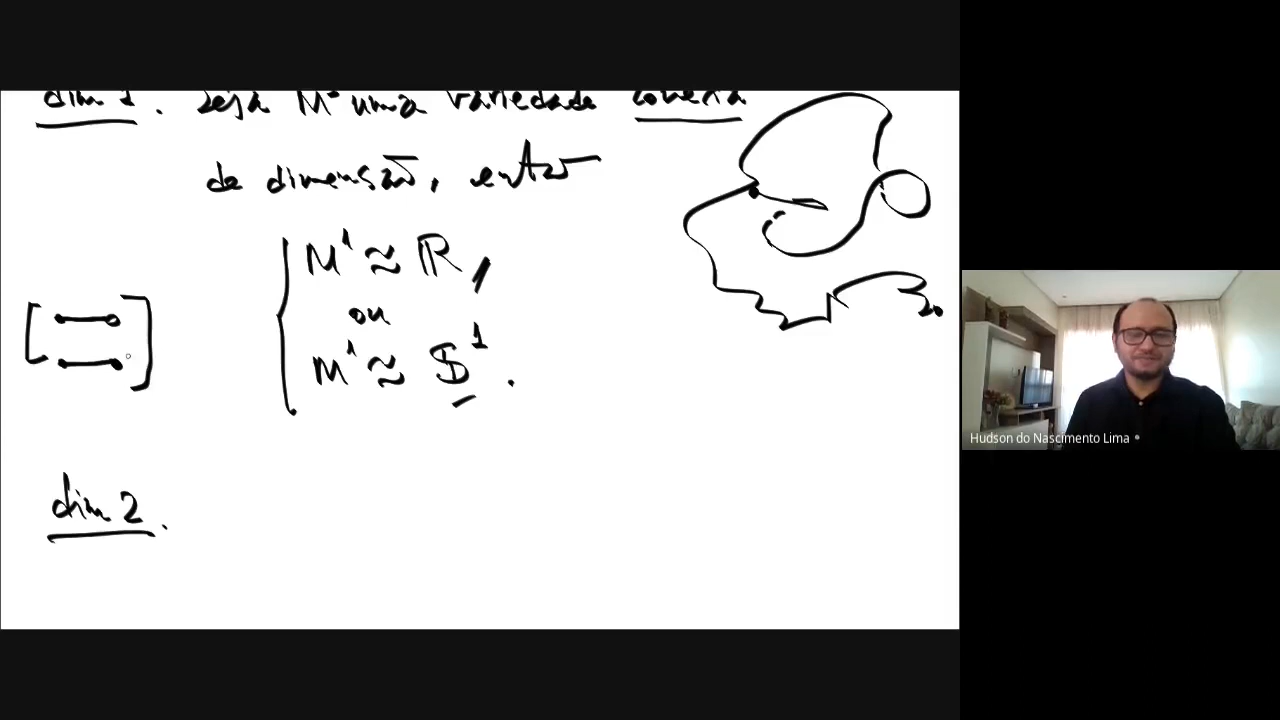 dim 1. Seja M¹ uma variedade conexa
de dimensão, então
M¹ ≈ ℝ,
ou
M¹ ≈ 𝕊¹.
dim 2.
Hudson do Nascimento Lima